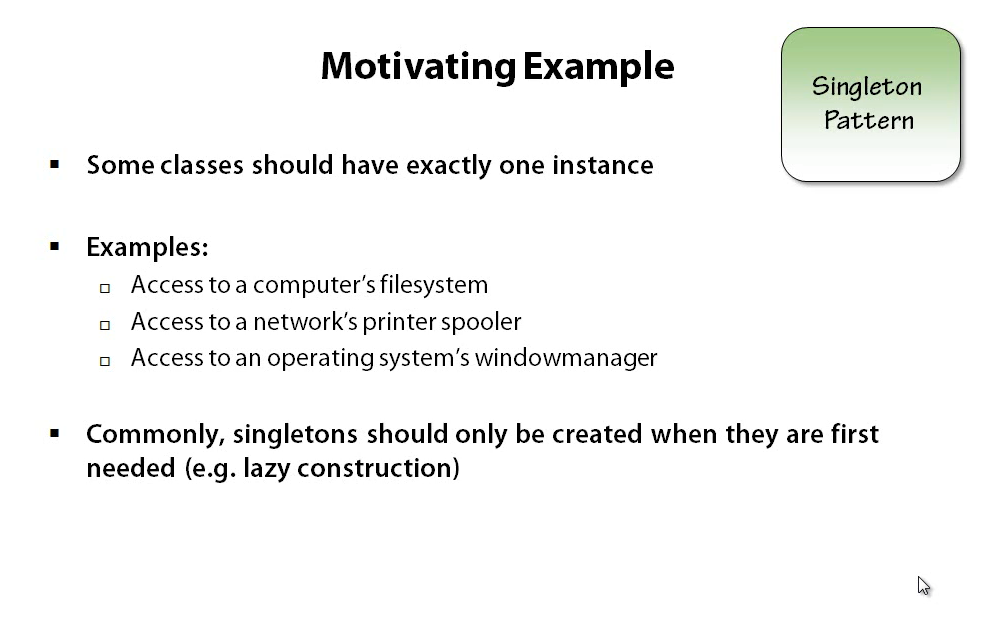 Motivating Example
Singleton
Pattern
Some classes should have exactly one instance
Examples:
Access to a computer's filesystem
Access to a network's printer spooler
Access to an operating system's windowmanager
Commonly, singletons should only be created when they are first
needed (e.g. lazy construction)